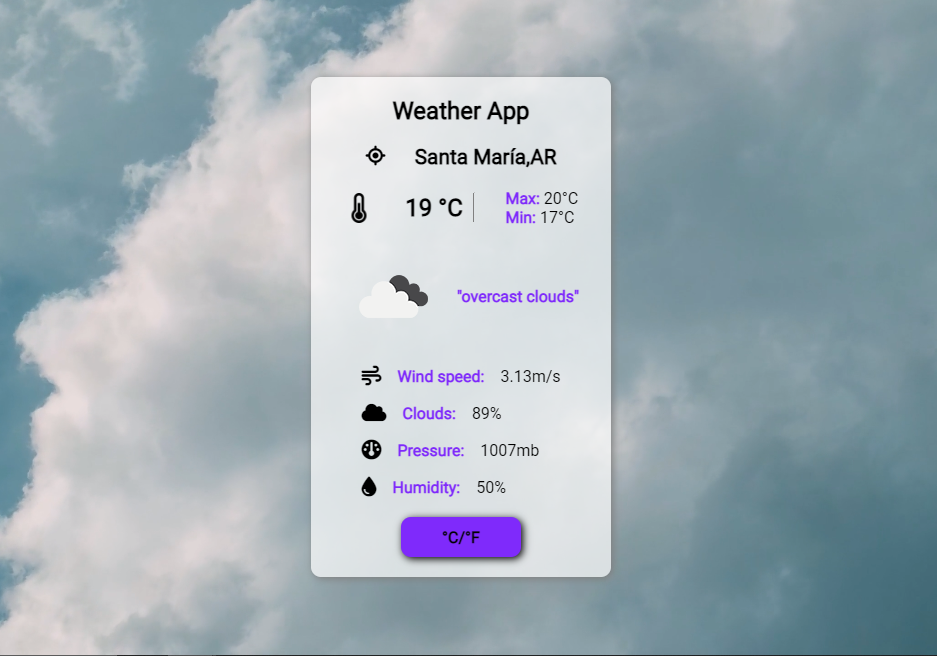 Weather App
Santa María,AR
19 °C
Max: 20°C
Min: 17°C
"overcast clouds"
Wind speed: 3.13m/s
Clouds: 89%
Pressure: 1007mb
Humidity: 50%
°C/°F